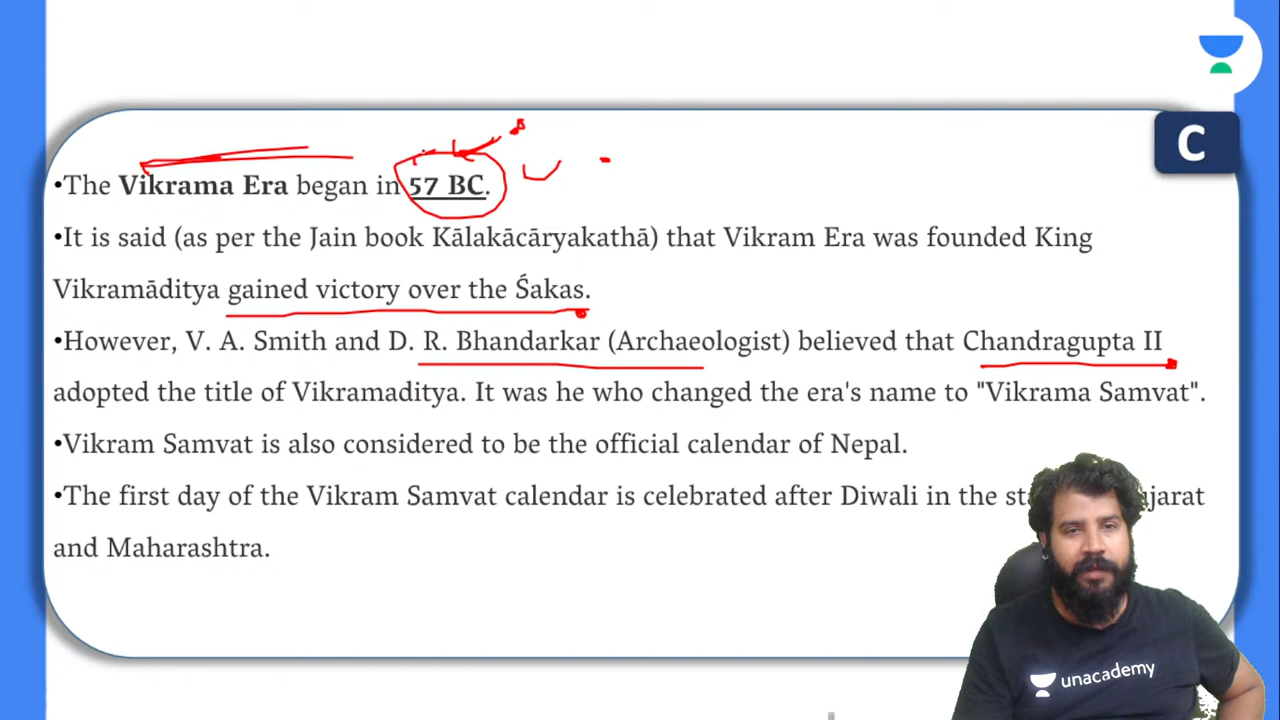 C
•The Vikrama Era began in 57 BC.
•It is said (as per the Jain book Kālakācāryakathā) that Vikram Era was founded King
Vikramāditya gained victory over the Śakas.
•However, V. A. Smith and D. R. Bhandarkar (Archaeologist) believed that Chandragupta II
adopted the title of Vikramaditya. It was he who changed the era's name to "Vikrama Samvat".
•Vikram Samvat is also considered to be the official calendar of Nepal.
•The first day of the Vikram Samvat calendar is celebrated after Diwali in the
and Maharashtra.
unacademy